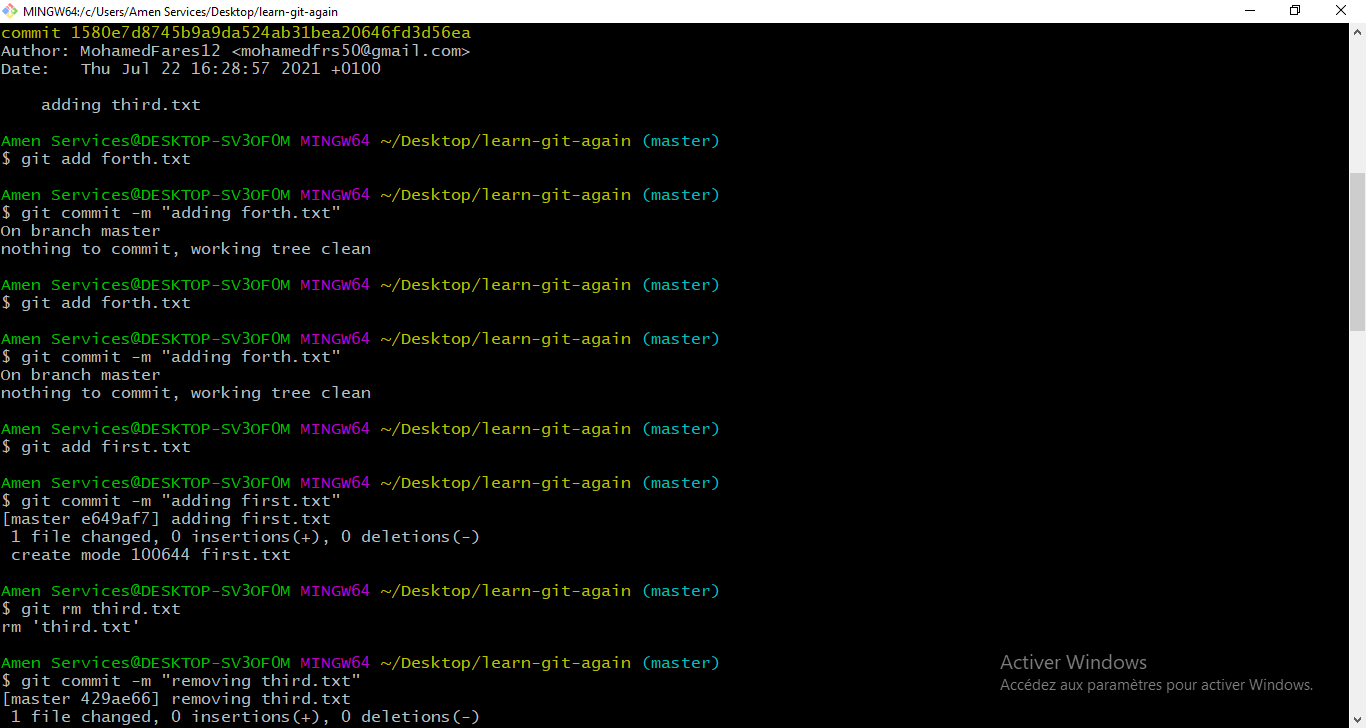 MINGW64:/c/Users/Amen Services/Desktop/learn-git-again
commit 1580e7d8745b9a9da524ab31bea20646fd3d56ea
Author: MohamedFares12 <mohamedfrs50@gmail.com>
Date:   Thu Jul 22 16:28:57 2021 +0100
    adding third.txt
Amen Services@DESKTOP-SV3OF0M MINGW64 ~/Desktop/learn-git-again (master)
$ git add forth.txt
Amen Services@DESKTOP-SV3OF0M MINGW64 ~/Desktop/learn-git-again (master)
$ git commit -m "adding forth.txt"
On branch master
nothing to commit, working tree clean
Amen Services@DESKTOP-SV3OF0M MINGW64 ~/Desktop/learn-git-again (master)
$ git add forth.txt
Amen Services@DESKTOP-SV3OF0M MINGW64 ~/Desktop/learn-git-again (master)
$ git commit -m "adding forth.txt"
On branch master
nothing to commit, working tree clean
Amen Services@DESKTOP-SV3OF0M MINGW64 ~/Desktop/learn-git-again (master)
$ git add first.txt
Amen Services@DESKTOP-SV3OF0M MINGW64 ~/Desktop/learn-git-again (master)
$ git commit -m "adding first.txt"
[master e649af7] adding first.txt
 1 file changed, 0 insertions(+), 0 deletions(-)
 create mode 100644 first.txt
Amen Services@DESKTOP-SV3OF0M MINGW64 ~/Desktop/learn-git-again (master)
$ git rm third.txt
rm 'third.txt'
Amen Services@DESKTOP-SV3OF0M MINGW64 ~/Desktop/learn-git-again (master)
$ git commit -m "removing third.txt"
[master 429ae66] removing third.txt
 1 file changed, 0 insertions(+), 0 deletions(-)
Activer Windows
Accédez aux paramètres pour activer Windows.